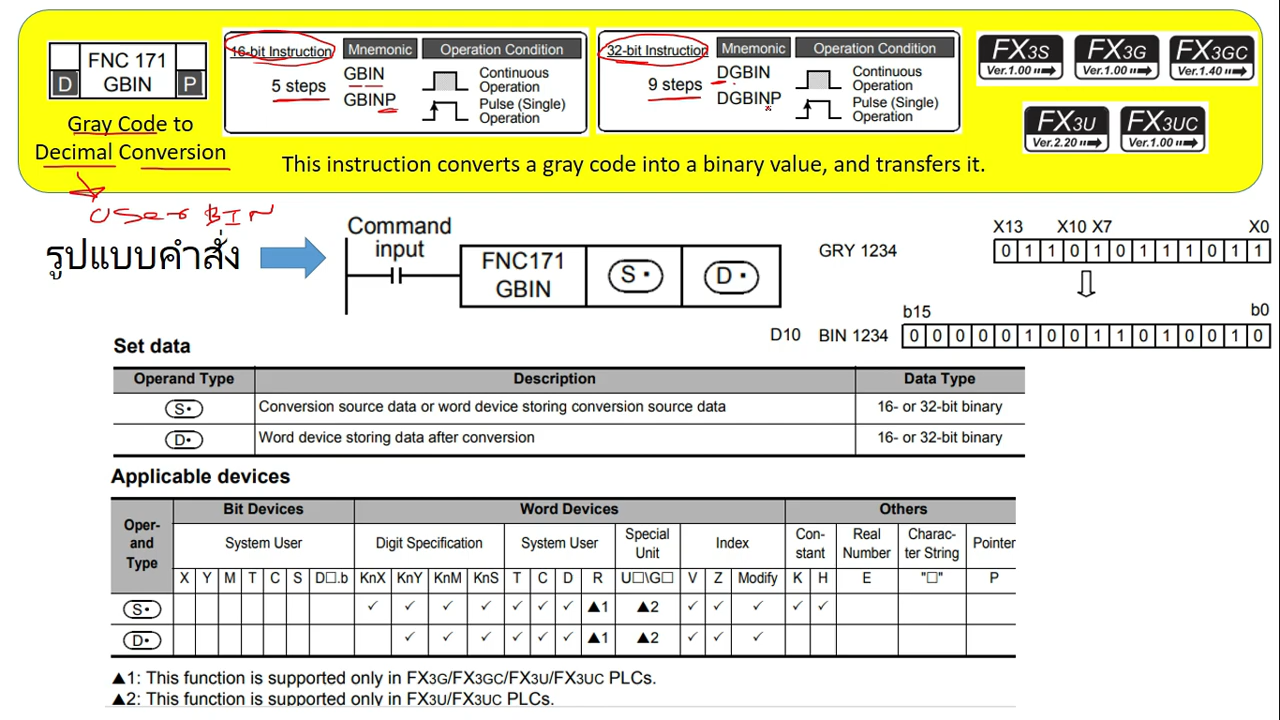 FNC 171
D GBIN P
Gray Code to
Decimal Conversion
User BIN
16-bit Instruction Mnemonic Operation Condition
5 steps
GBIN Continuous Operation
GBINP Pulse (Single) Operation
32-bit Instruction Mnemonic Operation Condition
9 steps
DGBIN Continuous Operation
DGBINP Pulse (Single) Operation
FX3S Ver.1.00
FX3G Ver.1.00
FX3GC Ver.1.40
FX3U Ver.2.20
FX3UC Ver.1.00
This instruction converts a gray code into a binary value, and transfers it.
รูปแบบคำสั่ง
Command
input
FNC171
GBIN
S•
D•
X13 X10 X7 X0
GRY 1234 0 1 1 0 1 0 1 1 1 0 1 1
b15 b0
D10 BIN 1234 0 0 0 0 0 1 0 0 1 1 0 1 0 0 1 0
Set data
Operand Type Description Data Type
S• Conversion source data or word device storing conversion source data 16- or 32-bit binary
D• Word device storing data after conversion 16- or 32-bit binary
Applicable devices
Oper-
and
Type
Bit Devices Word Devices Others
System User Digit Specification System User Special Unit Index Con-stant Real Number Charac-ter String Pointer
X Y M T C S D□.b KnX KnY KnM KnS T C D R U□\G□ V Z Modify K H E "□" P
S• ✓ ✓ ✓ ✓ ✓ ✓ ✓ ▲1 ▲2 ✓ ✓ ✓ ✓ ✓
D• ✓ ✓ ✓ ✓ ✓ ✓ ▲1 ▲2 ✓ ✓ ✓
▲1: This function is supported only in FX3G/FX3GC/FX3U/FX3UC PLCs.
▲2: This function is supported only in FX3U/FX3UC PLCs.